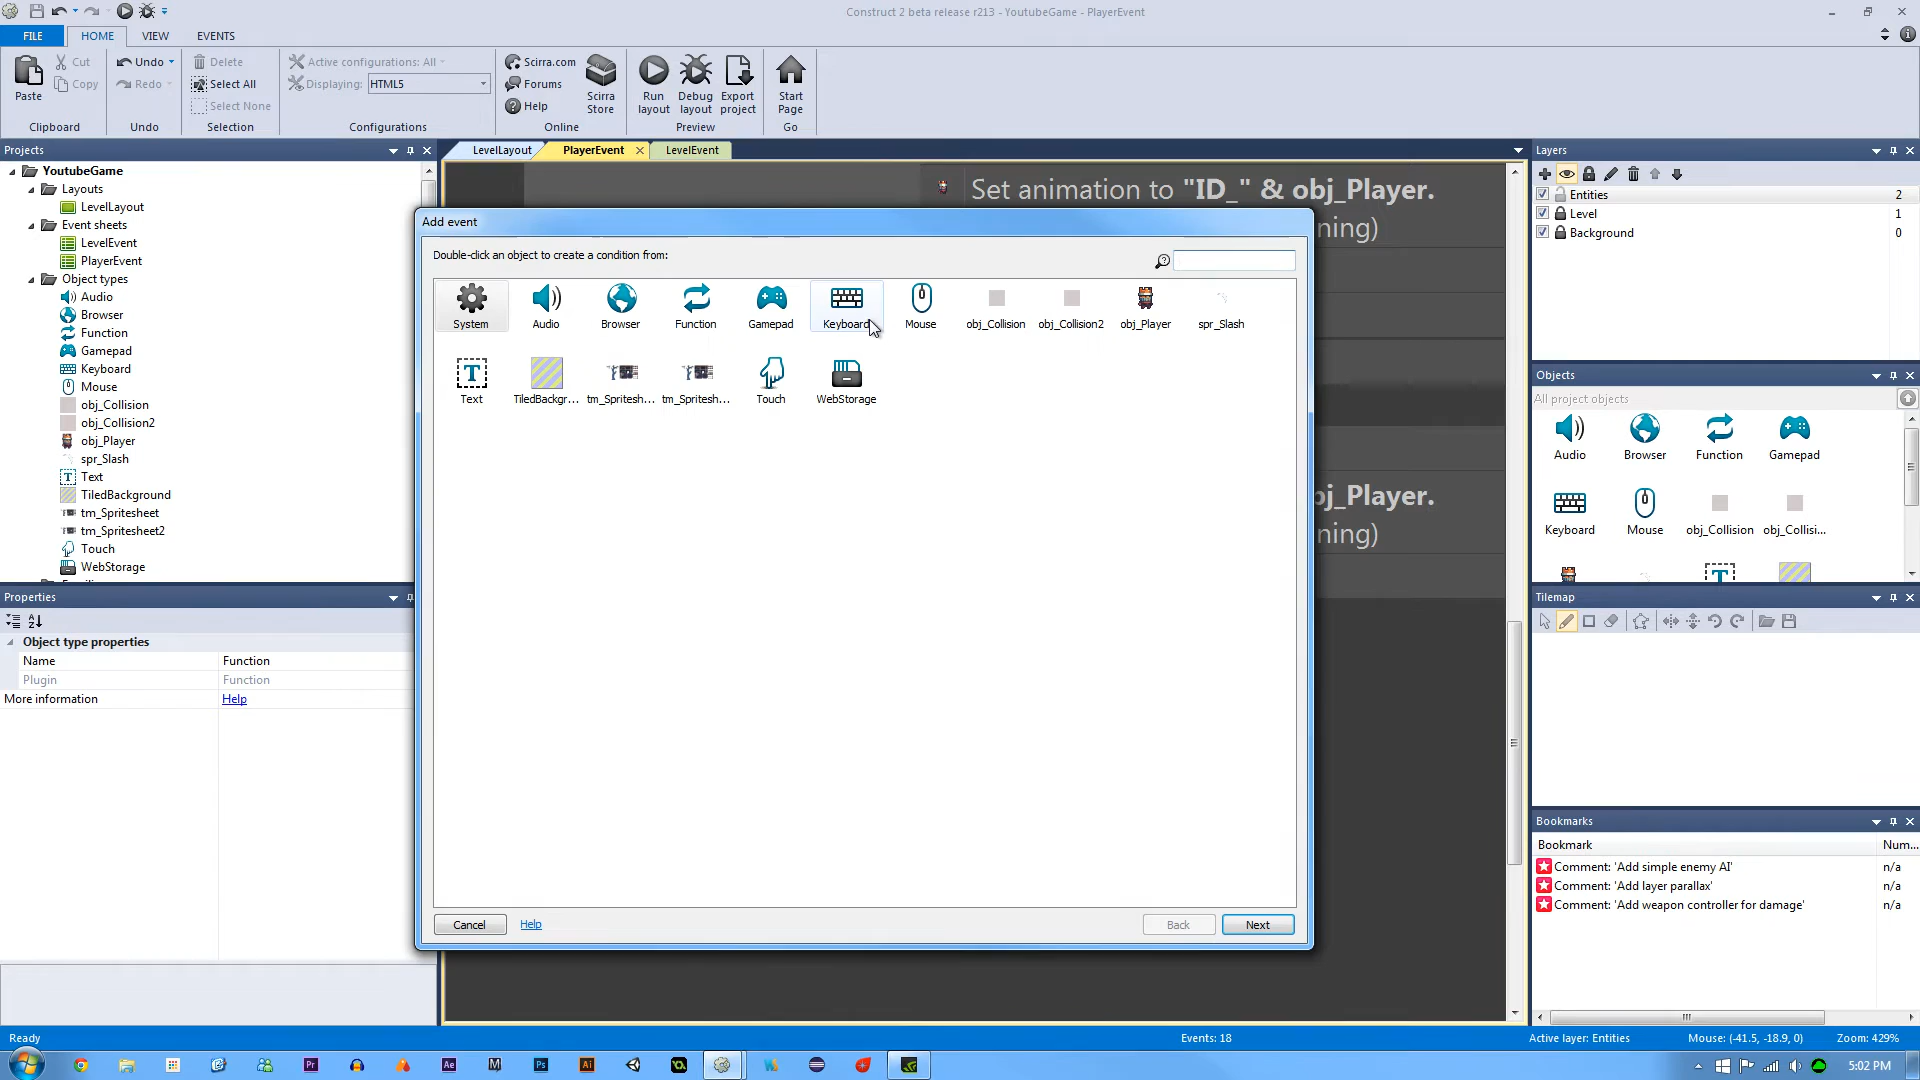 Construct 2 beta release r213 - YoutubeGame - PlayerEvent
FILE
HOME
VIEW
EVENTS
Paste
Cut
Copy
Clipboard
Undo
Redo
Undo
Delete
Select All
Select None
Selection
Active configurations: All
Displaying:
HTML5
Configurations
Scirra.com
Forums
Help
Scirra Store
Online
Run layout
Debug layout
Export project
Preview
Start Page
Go
Projects
YoutubeGame
Layouts
LevelLayout
Event sheets
LevelEvent
PlayerEvent
Object types
Audio
Browser
Function
Gamepad
Keyboard
Mouse
obj_Collision
obj_Collision2
obj_Player
spr_Slash
Text
TiledBackground
tm_Spritesheet
tm_Spritesheet2
Touch
WebStorage
Properties
Object type properties
Name Function
Plugin Function
More information Help
LevelLayout
PlayerEvent
LevelEvent
Set animation to "ID_" & obj_Player.
ning)
bj_Player.
ning)
Add event
Double-click an object to create a condition from:
System
Audio
Browser
Function
Gamepad
Keyboard
Mouse
obj_Collision
obj_Collision2
obj_Player
spr_Slash
Text
TiledBackgr...
tm_Spritesh...
tm_Spritesh...
Touch
WebStorage
Cancel
Help
Back
Next
Layers
Entities 2
Level 1
Background 0
Objects
All project objects
Audio
Browser
Function
Gamepad
Keyboard
Mouse
obj_Collision
obj_Collisi...
Tilemap
Bookmarks
Bookmark Num...
Comment: 'Add simple enemy AI' n/a
Comment: 'Add layer parallax' n/a
Comment: 'Add weapon controller for damage' n/a
Ready
Events: 18
Active layer: Entities
Mouse: (-41.5, -18.9, 0)
Zoom: 429%
5:02 PM